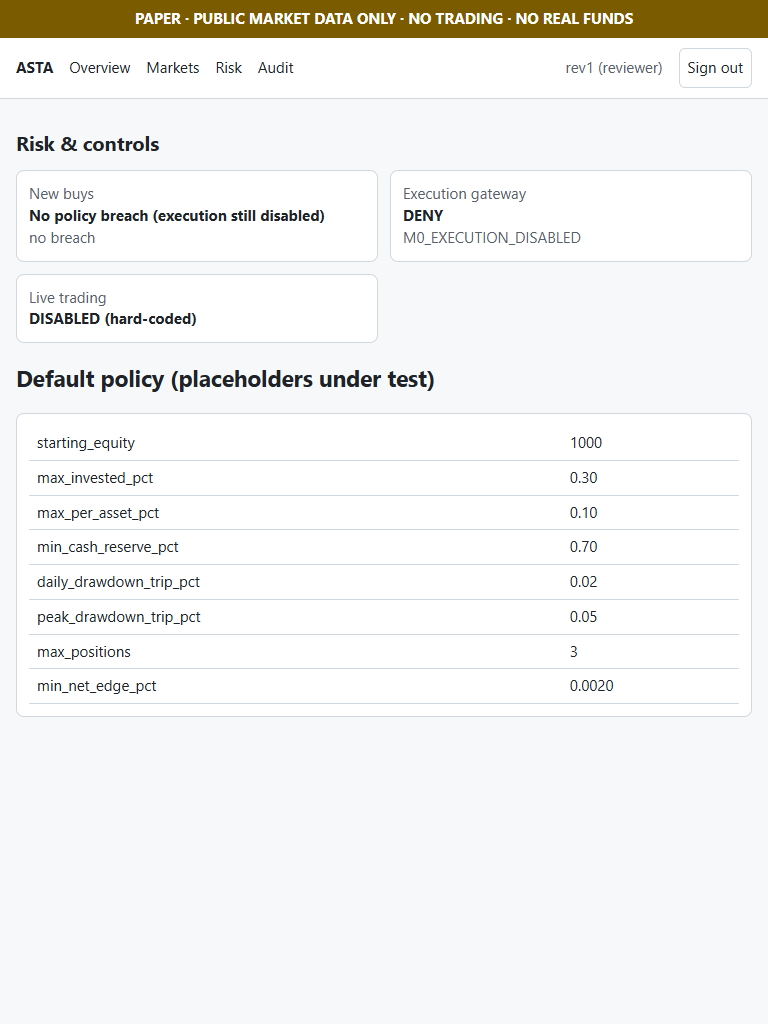 PAPER · PUBLIC MARKET DATA ONLY · NO TRADING · NO REAL FUNDS
ASTA Overview Markets Risk Audit rev1 (reviewer) Sign out
Risk & controls
New buys
No policy breach (execution still disabled)
no breach
Execution gateway
DENY
M0_EXECUTION_DISABLED
Live trading
DISABLED (hard-coded)
Default policy (placeholders under test)
starting_equity 1000
max_invested_pct 0.30
max_per_asset_pct 0.10
min_cash_reserve_pct 0.70
daily_drawdown_trip_pct 0.02
peak_drawdown_trip_pct 0.05
max_positions 3
min_net_edge_pct 0.0020